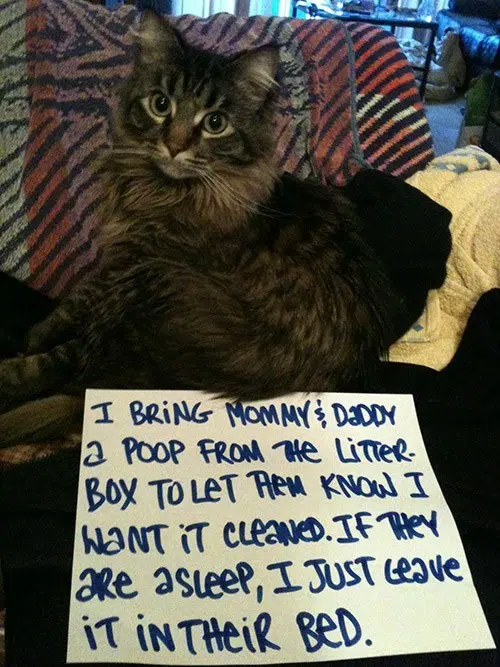 I BRING MOMMY & DADDY
a POOP FROM THE LITTER-
BOX TO LET THEM KNOW I
WANT IT CLEANED. IF THEY
ARE ASLEEP, I JUST LEAVE
IT IN THEIR BED.